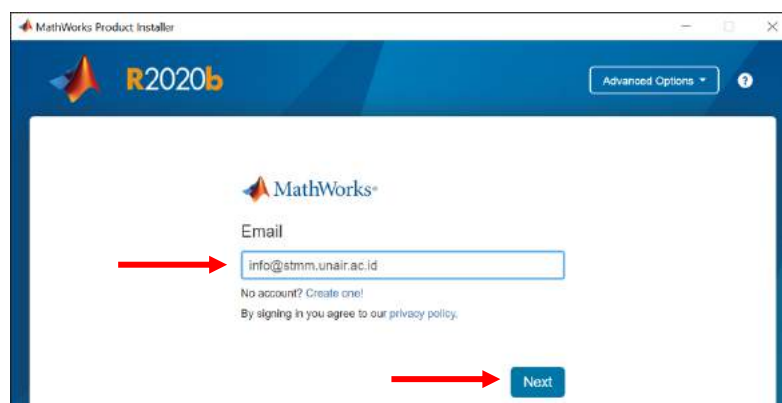 MathWorks Product Installer
R2020b
Advanced Options
?
MathWorks®
Email
info@stmm.unair.ac.id
No account? Create one!
By signing in you agree to our privacy policy.
Next